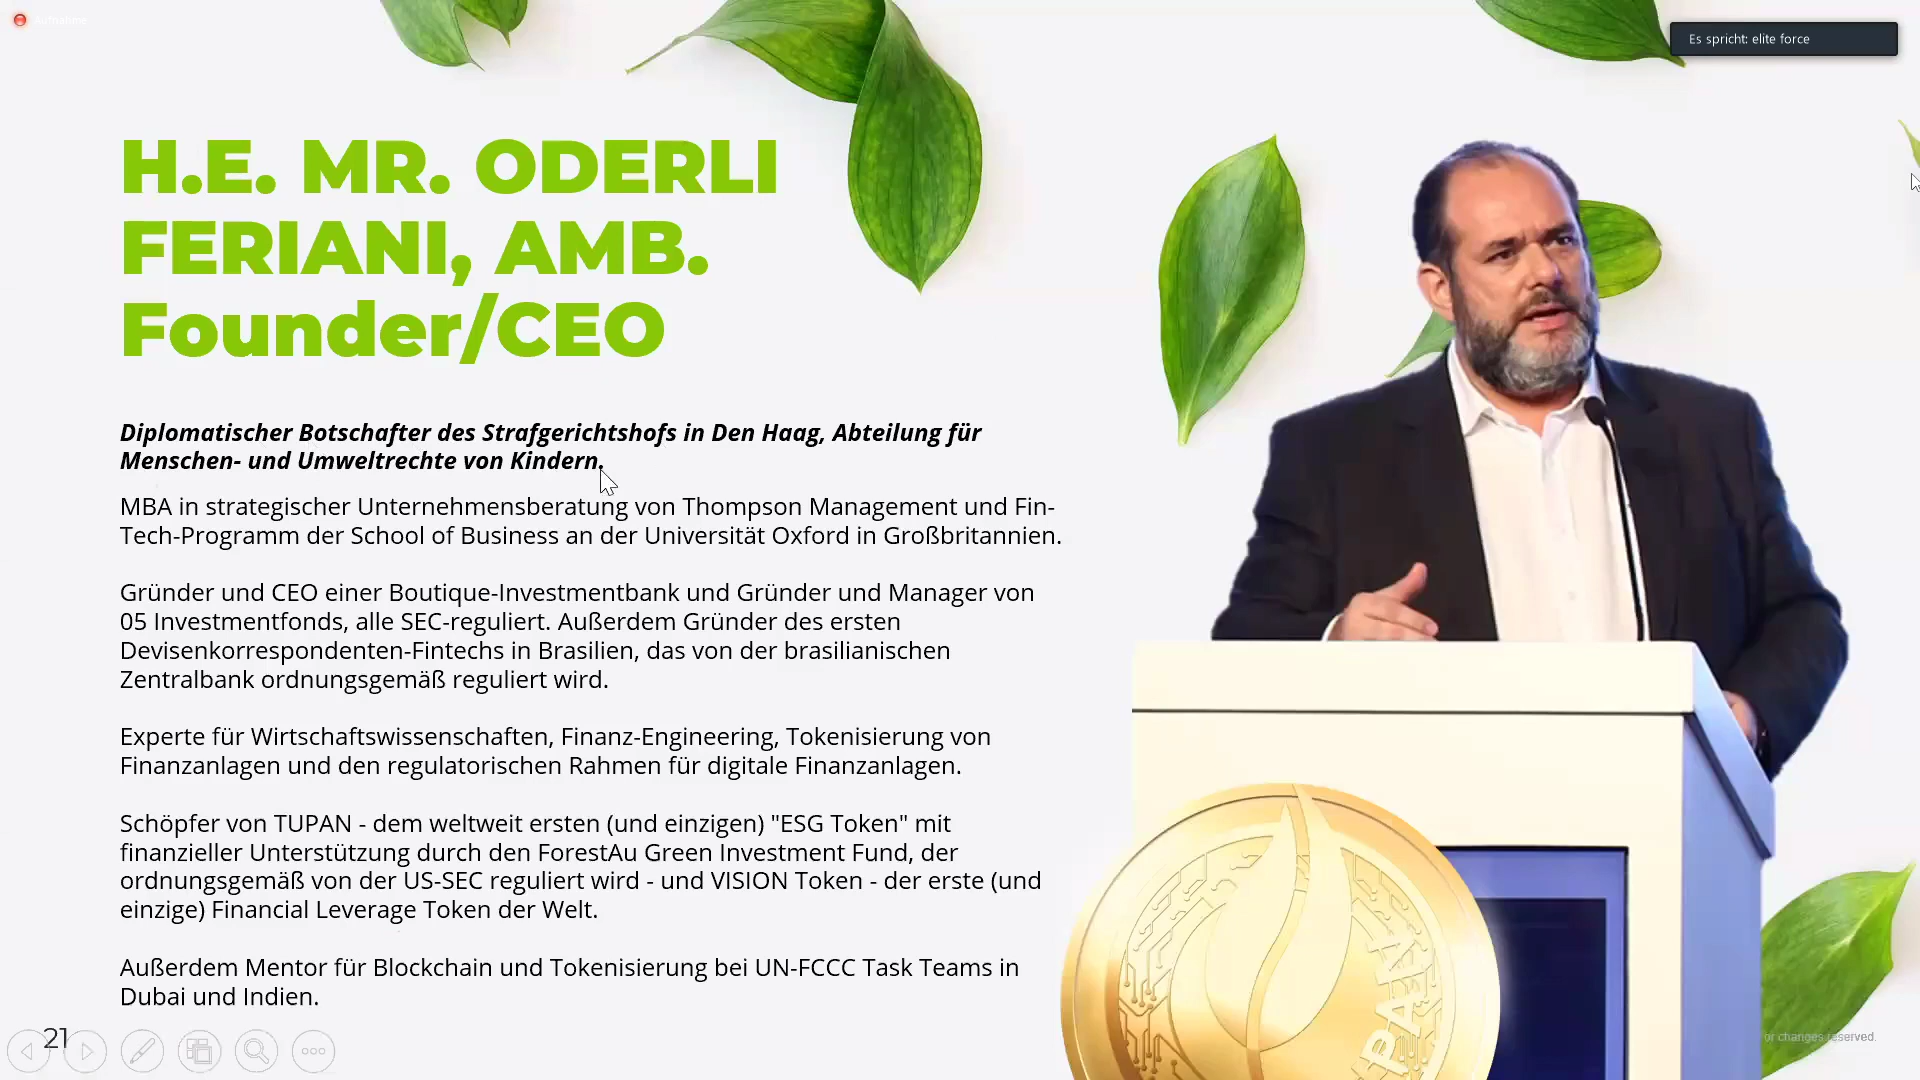 Aufnahme
Es spricht: elite force
H.E. MR. ODERLI
FERIANI, AMB.
Founder/CEO
Diplomatischer Botschafter des Strafgerichtshofs in Den Haag, Abteilung für
Menschen- und Umweltrechte von Kindern.
MBA in strategischer Unternehmensberatung von Thompson Management und Fin-
Tech-Programm der School of Business an der Universität Oxford in Großbritannien.
Gründer und CEO einer Boutique-Investmentbank und Gründer und Manager von
05 Investmentfonds, alle SEC-reguliert. Außerdem Gründer des ersten
Devisenkorrespondenten-Fintechs in Brasilien, das von der brasilianischen
Zentralbank ordnungsgemäß reguliert wird.
Experte für Wirtschaftswissenschaften, Finanz-Engineering, Tokenisierung von
Finanzanlagen und den regulatorischen Rahmen für digitale Finanzanlagen.
Schöpfer von TUPAN - dem weltweit ersten (und einzigen) "ESG Token" mit
finanzieller Unterstützung durch den ForestAu Green Investment Fund, der
ordnungsgemäß von der US-SEC reguliert wird - und VISION Token - der erste (und
einzige) Financial Leverage Token der Welt.
Außerdem Mentor für Blockchain und Tokenisierung bei UN-FCCC Task Teams in
Dubai und Indien.
21
or changes reserved.